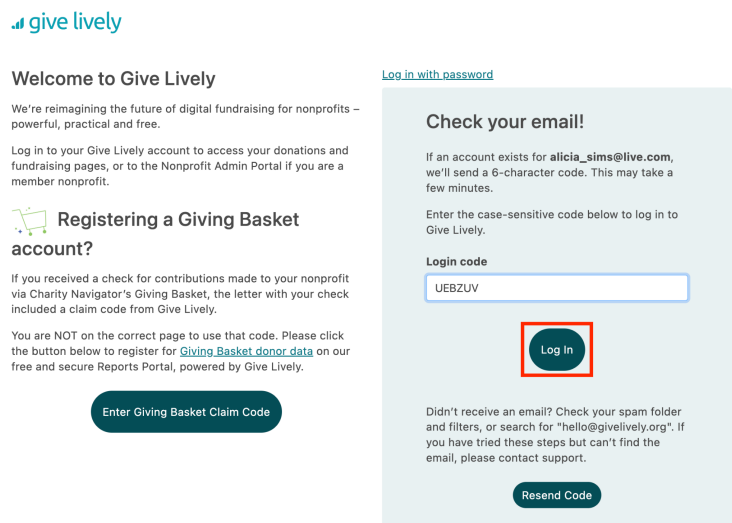 give lively
Welcome to Give Lively
We're reimagining the future of digital fundraising for nonprofits –
powerful, practical and free.
Log in to your Give Lively account to access your donations and
fundraising pages, or to the Nonprofit Admin Portal if you are a
member nonprofit.
Registering a Giving Basket
account?
If you received a check for contributions made to your nonprofit
via Charity Navigator's Giving Basket, the letter with your check
included a claim code from Give Lively.
You are NOT on the correct page to use that code. Please click
the button below to register for Giving Basket donor data on our
free and secure Reports Portal, powered by Give Lively.
Enter Giving Basket Claim Code
Log in with password
Check your email!
If an account exists for alicia_sims@live.com,
we'll send a 6-character code. This may take a
few minutes.
Enter the case-sensitive code below to log in to
Give Lively.
Login code
UEBZUV
Log In
Didn't receive an email? Check your spam folder
and filters, or search for "hello@givelively.org". If
you have tried these steps but can't find the
email, please contact support.
Resend Code